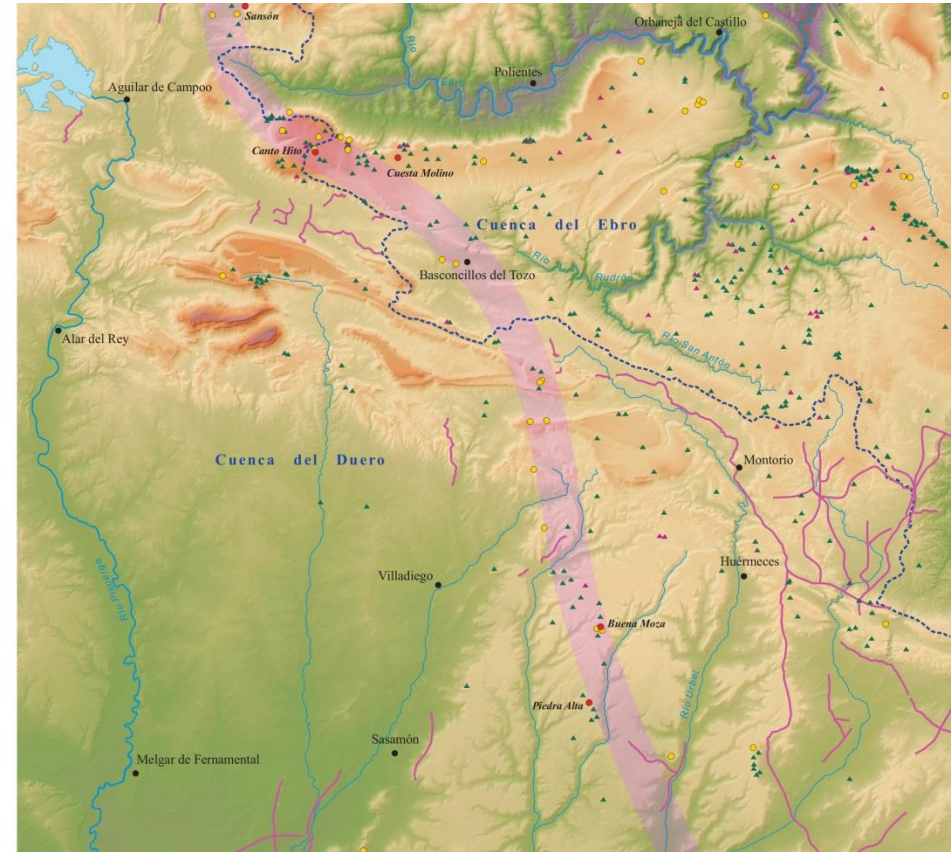 Sansón
Orbaneja del Castillo
Río
Ebro
Polientes
Aguilar de Campoo
Canto Hito
Cuesta Molino
Cuenca del Ebro
Río
Rudrón
Basconcillos del Tozo
Alar del Rey
Río San Antón
Cuenca del Duero
Montorio
Río Pisuerga
Villadiego
Huérmeces
Buena Moza
Río Urbel
Piedra Alta
Sasamón
Melgar de Fernamental